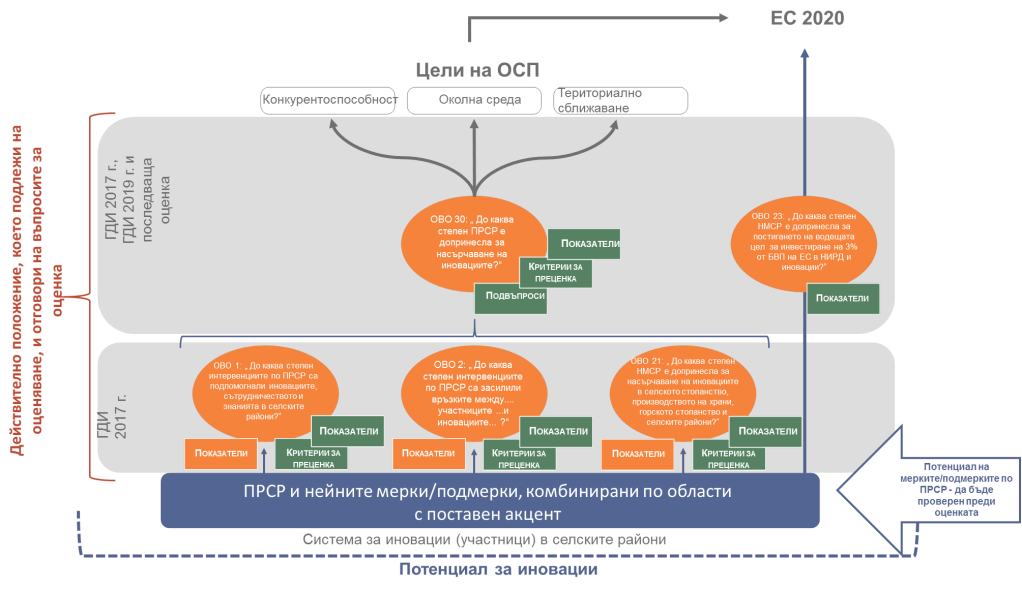 ЕС 2020
Цели на ОСП
Конкурентоспособност
Околна среда
Териториално
сближаване
Действително положение, което подлежи на
оценяване, и отговори на въпросите за
оценка
ГДИ 2017 г.,
ГДИ 2019 г. и
последваща
оценка
ОВО 30: „ До каква
степен ПРСР е
допринесла за
насърчаване на
иновациите?“
ПОКАЗАТЕЛИ
КРИТЕРИИ ЗА
ПРЕЦЕНКА
ПОДВЪПРОСИ
ОВО 23: „ До каква степен
НМСР е допринесла за
постигането на водещата
цел за инвестиране на 3%
от БВП на ЕС в НИРД и
иновации?“
ПОКАЗАТЕЛИ
ГДИ
2017 г.
ОВО 1: „ До каква степен
интервенциите по ПРСР са
подпомогнали иновациите,
сътрудничеството и
знанията в селските
райони?“
ПОКАЗАТЕЛИ
ПОКАЗАТЕЛИ
КРИТЕРИИ ЗА
ПРЕЦЕНКА
ОВО 2: „ До каква
степен интервенциите
по ПРСР са засилили
връзките между....
участниците ...и
иновациите... ?“
ПОКАЗАТЕЛИ
ПОКАЗАТЕЛИ
КРИТЕРИИ ЗА
ПРЕЦЕНКА
ОВО 21: „ До каква степен
НМСР е допринесла за
насърчаване на иновациите
в селското стопанство,
производството на храни,
горското стопанство и
селските райони?“
ПОКАЗАТЕЛИ
ПОКАЗАТЕЛИ
КРИТЕРИИ ЗА
ПРЕЦЕНКА
ПРСР и нейните мерки/подмерки, комбинирани по области
с поставен акцент
Потенциал на
мерките/подмерките по
ПРСР - да бъде
проверен преди
оценката
Система за иновации (участници) в селските райони
Потенциал за иновации